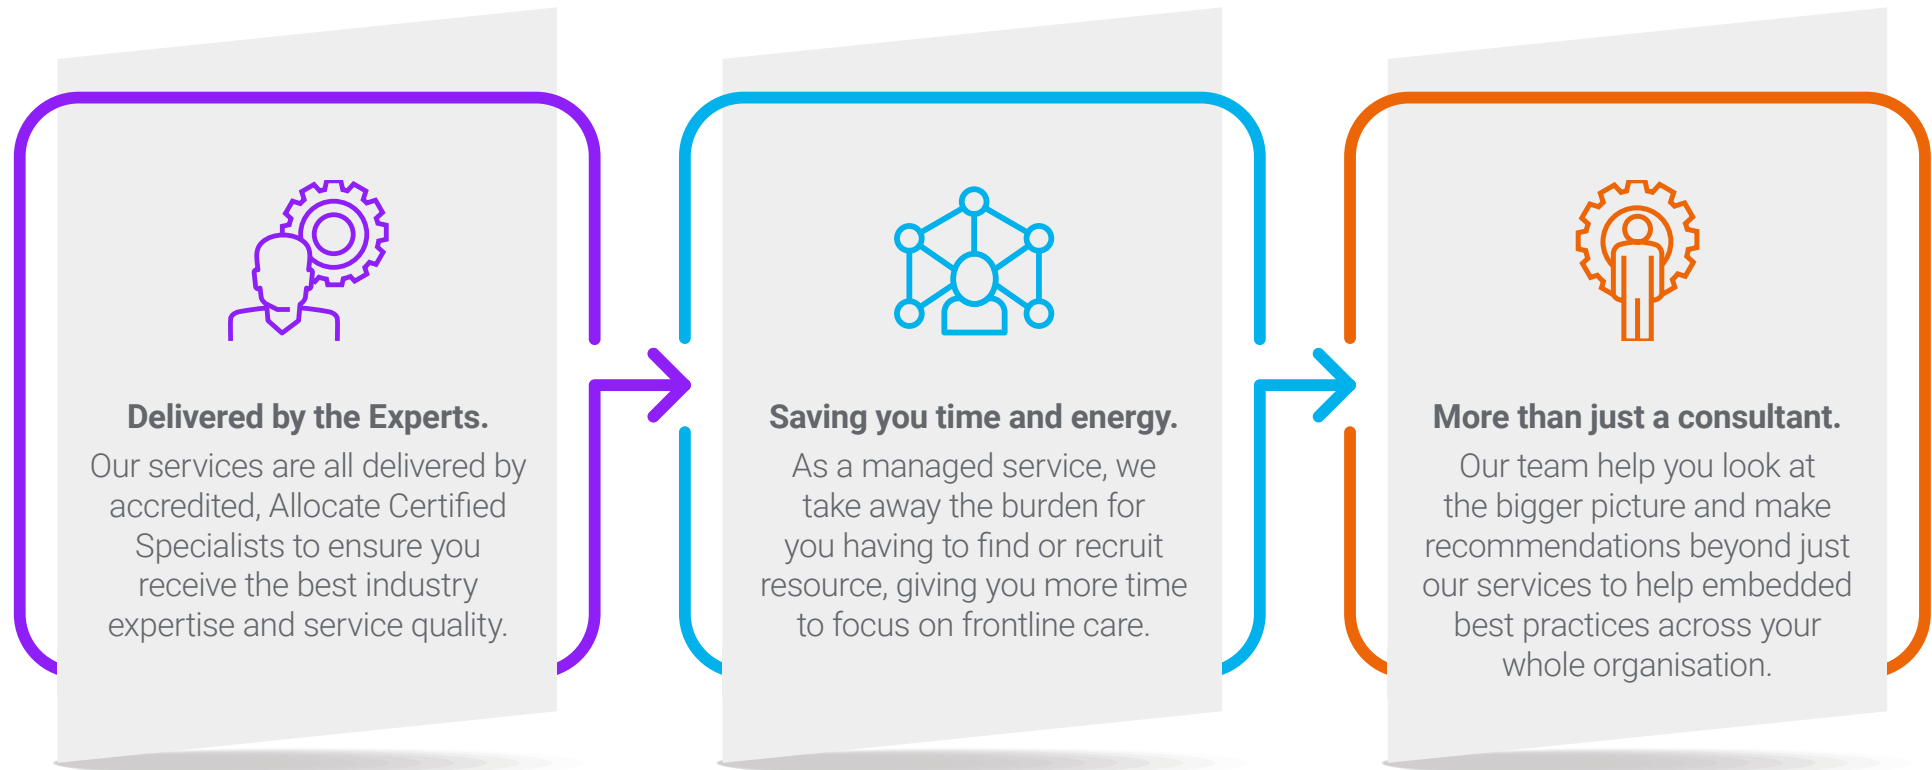 Delivered by the Experts.
Our services are all delivered by
accredited, Allocate Certified
Specialists to ensure you
receive the best industry
expertise and service quality.
Saving you time and energy.
As a managed service, we
take away the burden for
you having to find or recruit
resource, giving you more time
to focus on frontline care.
More than just a consultant.
Our team help you look at
the bigger picture and make
recommendations beyond just
our services to help embedded
best practices across your
whole organisation.